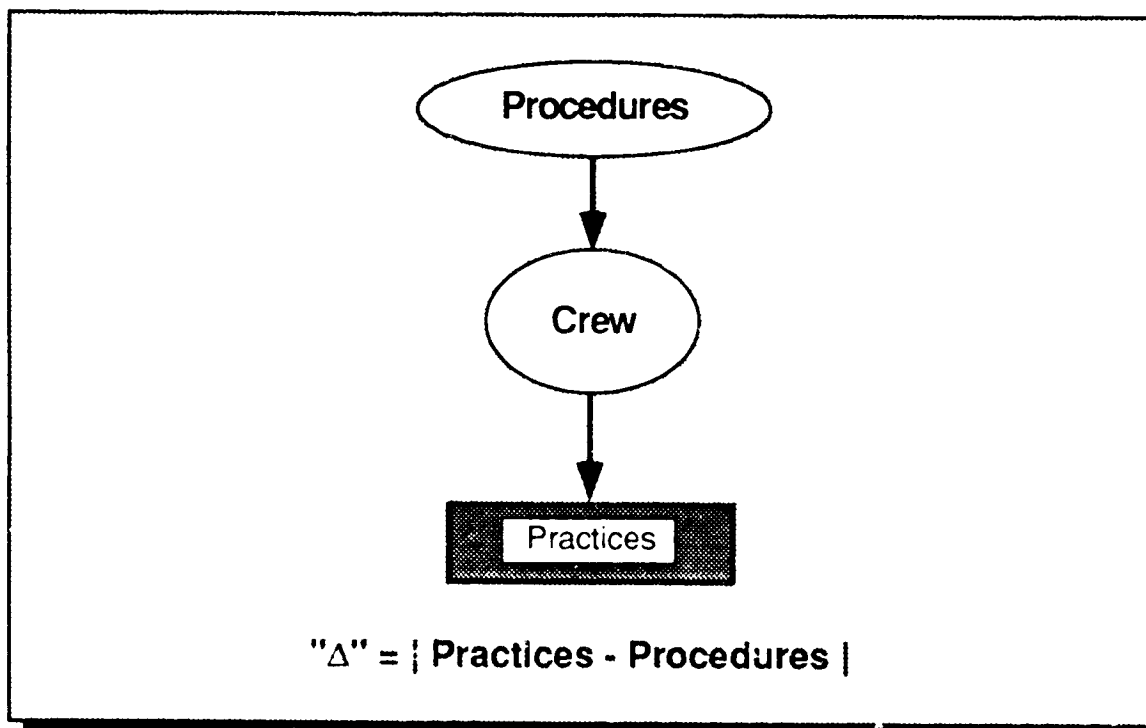 Procedures
Crew
Practices
"Δ" = | Practices - Procedures |